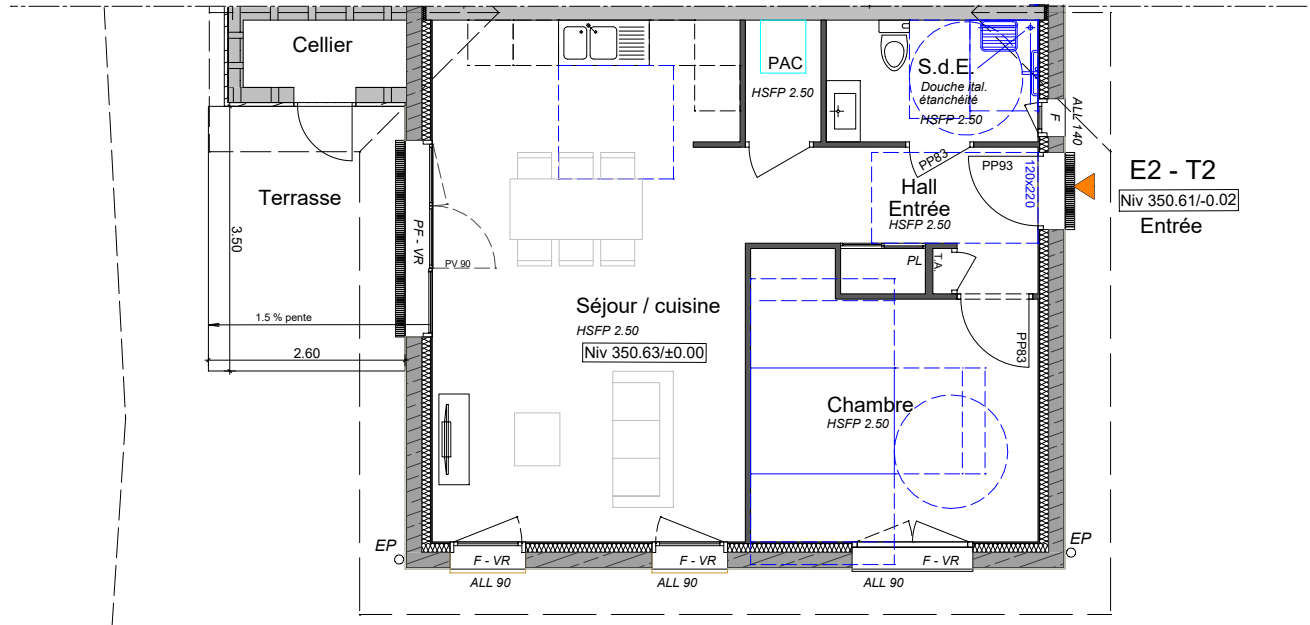 Cellier
PAC
HSFP 2.50
S.d.E.
Douche ital.
étanchéité
HSFP 2.50
F
ALL 140
PP83
PP93
120x220
Hall
Entrée
HSFP 2.50
E2 - T2
Niv 350.61/-0.02
Entrée
Terrasse
3.50
PF - VR
PV 90
PL
T.A.
1.5 % pente
2.60
Séjour / cuisine
HSFP 2.50
Niv 350.63/±0.00
PP83
Chambre
HSFP 2.50
EP
EP
F - VR
F - VR
F - VR
ALL 90
ALL 90
ALL 90